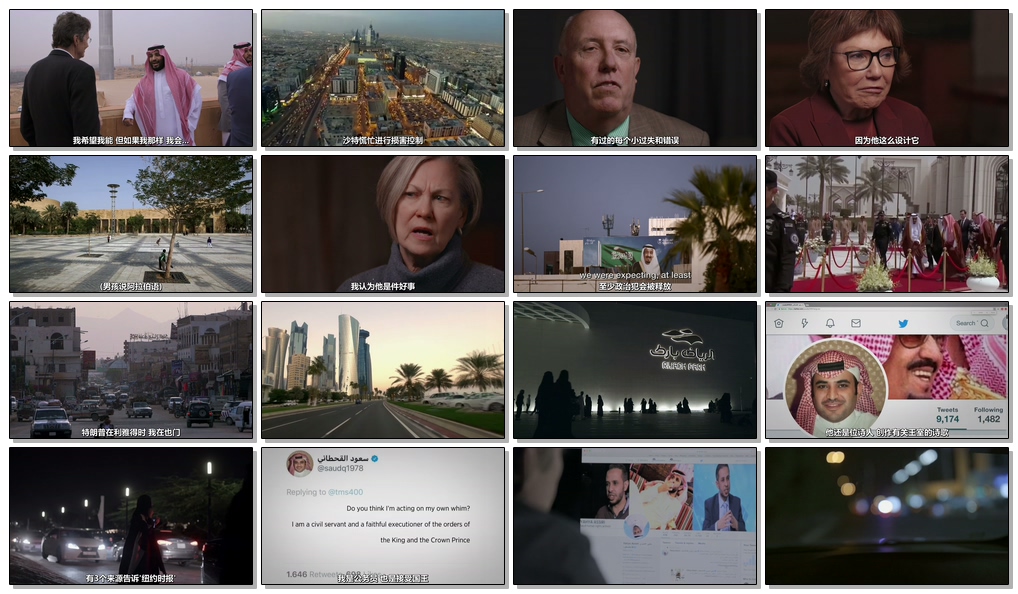 我希望我能 但如果我那样 我会...
沙特慌忙进行损害控制
有过的每个小过失和错误
因为他这么设计它
(男孩说阿拉伯语)
我认为他是件好事
we were expecting, at least
至少政治犯会被释放
特朗普在利雅得时 我在也门
الرياض بارك
RIYADH PARK
Search
Tweets
Following
9,174
1,482
他还是位诗人 创作有关王室的诗歌
有3个来源告诉'纽约时报'
سعود القحطاني
@saudq1978
Replying to @tms400
Do you think I'm acting on my own whim?
I am a civil servant and a faithful executioner of the orders of
the King and the Crown Prince
1.646 Retweets 698
我是公务员 也是接受国王